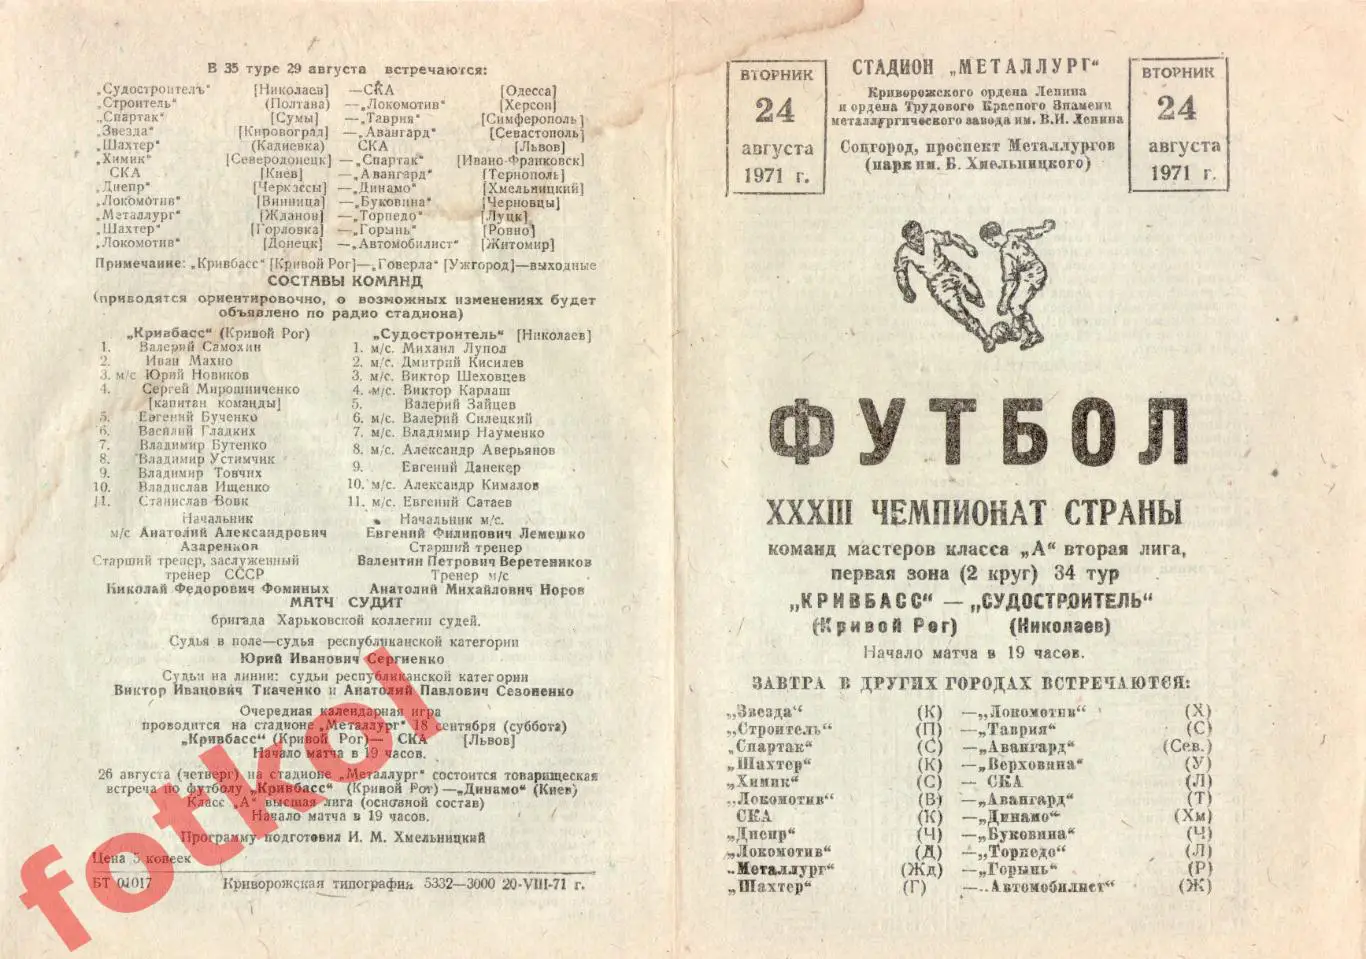 В 35 туре 29 августа встречаются:
„Судостроитель“ [Николаев] —СКА [Одесса]
„Строитель“ (Полтава) —„Локомотив“ [Херсон]
„Спартак“ [Сумы] —„Таврия“ [Симферополь]
„Звезда“ [Кировоград] —„Авангард“ [Севастополь]
„Шахтер“ (Кадиевка) СКА [Львов]
„Химик“ [Северодонецк] —„Спартак“ [Ивано-Франковск]
СКА [Киев] —„Авангард“ [Тернополь]
„Днепр“ [Черкассы] —„Динамо“ [Хмельницкий]
„Локомотив“ [Винница] —„Буковина“ [Черновцы]
„Металлург“ [Жданов] —„Торпедо“ [Луцк]
„Шахтер“ [Горловка] —„Горынь“ [Ровно]
„Локомотив“ [Донецк] —„Автомобилист“ [Житомир]
Примечание: „Кривбасс“ [Кривой Рог]—„Говерла“ [Ужгород]—выходные
СОСТАВЫ КОМАНД
(приводятся ориентировочно, о возможных изменениях будет
объявлено по радио стадиона)
„Кривбасс“ (Кривой Рог)
1. Валерий Самохин
2. Иван Махно
3. м/с Юрий Новиков
4. Сергей Мирошниченко
[капитан команды]
5. Евгений Бученко
6. Василий Гладких
7. Владимир Бутенко
8. Владимир Устимчик
9. Владимир Товчих
10. Владислав Ищенко
11. Станислав Вовк
Начальник
м/с Анатолий Александрович
Азаренков
Старший тренер, заслуженный
тренер СССР
Николай Федорович Фоминых
„Судостроитель“ [Николаев]
1. м/с. Михаил Лупол
2. м/с. Дмитрий Кисилев
3. м/с. Виктор Шеховцев
4. м/с. Виктор Карлаш
5. Валерий Зайцев
6. м/с. Валерий Силецкий
7. м/с. Владимир Науменко
8. м/с. Александр Аверьянов
9. Евгений Данекер
10. м/с. Александр Кималов
11. м/с. Евгений Сатаев
Начальник м/с.
Евгений Филипович Лемешко
Старший тренер
Валентин Петрович Веретенников
Тренер м/с
Анатолий Михайлович Норов
МАТЧ СУДИТ
бригада Харьковской коллегии судей.
Судья в поле—судья республиканской категории
Юрий Иванович Сергиенко
Судьи на линии: судьи республиканской категории
Виктор Иванович Ткаченко и Анатолий Павлович Сезоненко
Очередная календарная игра
проводится на стадионе „Металлург“ 18 сентября (суббота)
„Кривбасс“ (Кривой Рог)— СКА [Львов]
Начало матча в 19 часов.
26 августа (четверг) на стадионе „Металлург“ состоится товарищеская
встреча по футболу „Кривбасс“ (Кривой Рог)—„Динамо“ (Киев)
Класс „А“ высшая лига (основной состав)
Начало матча в 19 часов.
Программу подготовил И. М. Хмельницкий
Цена 5 копеек
БТ 01017 Криворожская типография 5332—3000 20-VIII-71 г.
fotkol
ВТОРНИК
24
августа
1971 г.
СТАДИОН „МЕТАЛЛУРГ“
Криворожского ордена Ленина
и ордена Трудового Красного Знамени
металлургического завода им. В.И. Ленина
Соцгород, проспект Металлургов
(парк им. Б. Хмельницкого)
ВТОРНИК
24
августа
1971 г.
ФУТБОЛ
XXXIII ЧЕМПИОНАТ СТРАНЫ
команд мастеров класса „А“ вторая лига,
первая зона (2 круг) 34 тур
„КРИВБАСС“ — „СУДОСТРОИТЕЛЬ“
(Кривой Рог) (Николаев)
Начало матча в 19 часов.
ЗАВТРА В ДРУГИХ ГОРОДАХ ВСТРЕЧАЮТСЯ:
„Звезда“ (К) —„Локомотив“ (Х)
„Строитель“ (П) —„Таврия“ (С)
„Спартак“ (С) —„Авангард“ (Сев.)
„Шахтер“ (К) —„Верховина“ (У)
„Химик“ (С) — СКА (Л)
„Локомотив“ (В) —„Авангард“ (Т)
СКА (К) —„Динамо“ (Хм)
„Днепр“ (Ч) —„Буковина“ (Ч)
„Локомотив“ (Д) —„Торпедо“ (Л)
„Металлург“ (Жд) —„Горынь“ (Р)
„Шахтер“ (Г) —„Автомобилист“ (Ж)